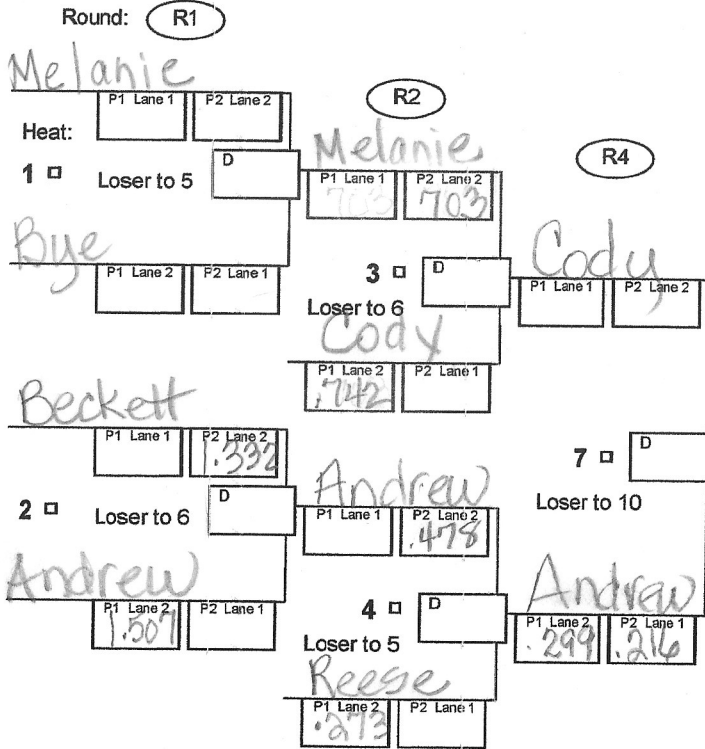 Round: R1
Melanie
P1 Lane 1 P2 Lane 2
R2
Heat:
1 Loser to 5
D
Melanie
P1 Lane 1 P2 Lane 2
703 703
R4
Bye
P1 Lane 2 P2 Lane 1
3 D
Loser to 6
Cody
P1 Lane 1 P2 Lane 2
Cody
P1 Lane 2 P2 Lane 1
.742
Beckett
P1 Lane 1 P2 Lane 2
1.332
7 D
Loser to 10
2 Loser to 6
D
Andrew
P1 Lane 1 P2 Lane 2
.478
Andrew
P1 Lane 2 P2 Lane 1
1.507
4 D
Loser to 5
Andrew
P1 Lane 2 P2 Lane 1
.299 .216
Reese
P1 Lane 2 P2 Lane 1
.273